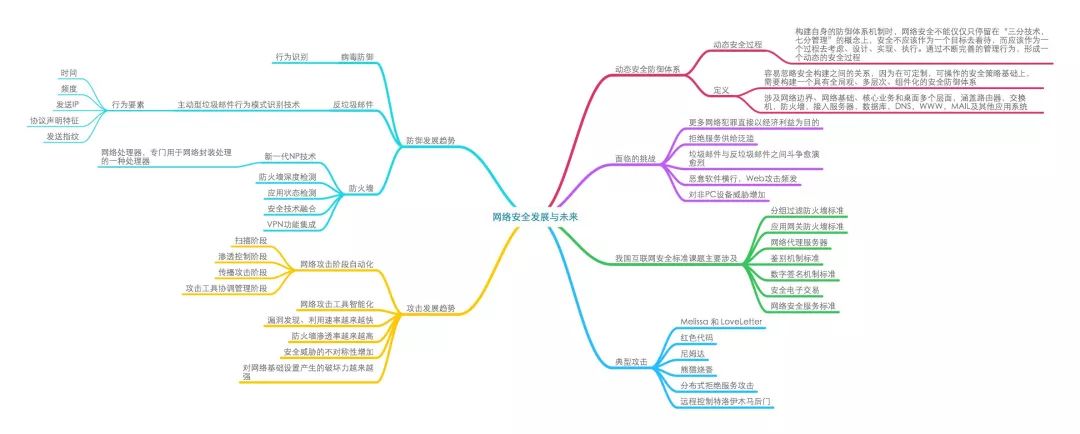 网络安全发展与未来
动态安全防御体系
动态安全过程
构建自身的防御体系机制时，网络安全不能仅仅只停留在“三分技术，
七分管理”的概念上，安全不应该作为一个目标去看待，而应该作为一
个过程去考虑、设计、实现、执行。通过不断完善的管理行为，形成一
个动态的安全过程
定义
容易忽略安全构建之间的关系，因为在可定制，可操作的安全策略基础上，
需要构建一个具有全局观、多层次、组件化的安全防御体系
涉及网络边界、网络基础、核心业务和桌面多个层面，涵盖路由器，交换
机，防火墙，接入服务器，数据库，DNS，WWW，MAIL及其他应用系统
面临的挑战
更多网络犯罪直接以经济利益为目的
拒绝服务供给泛滥
垃圾邮件与反垃圾邮件之间斗争愈演
愈烈
恶意软件横行，Web攻击频发
对非PC设备威胁增加
我国互联网安全标准课题主要涉及
分组过滤防火墙标准
应用网关防火墙标准
网络代理服务器
鉴别机制标准
数字签名机制标准
安全电子交易
网络安全服务标准
典型攻击
Melissa 和 LoveLetter
红色代码
尼姆达
熊猫烧香
分布式拒绝服务攻击
远程控制特洛伊木马后门
防御发展趋势
病毒防御
行为识别
反垃圾邮件
主动型垃圾邮件行为模式识别技术
行为要素
时间
频度
发送IP
协议声明特征
发送指纹
防火墙
新一代NP技术
网络处理器，专门用于网络封装处理
的一种处理器
防火墙深度检测
应用状态检测
安全技术融合
VPN功能集成
攻击发展趋势
网络攻击阶段自动化
扫描阶段
渗透控制阶段
传播攻击阶段
攻击工具协调管理阶段
网络攻击工具智能化
漏洞发现、利用速率越来越快
防火墙渗透率越来越高
安全威胁的不对称性增加
对网络基础设置产生的破坏力越来越
强